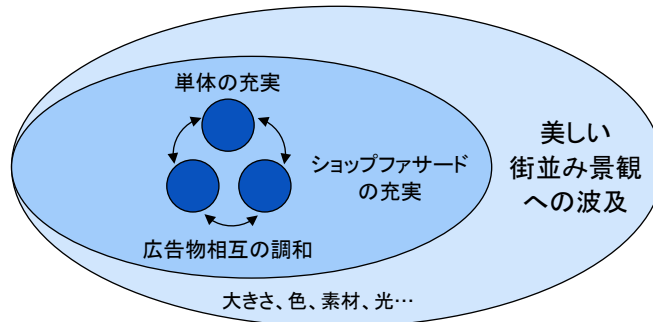 単体の充実
ショップファサード
の充実
広告物相互の調和
美しい
街並み景観
への波及
大きさ、色、素材、光…